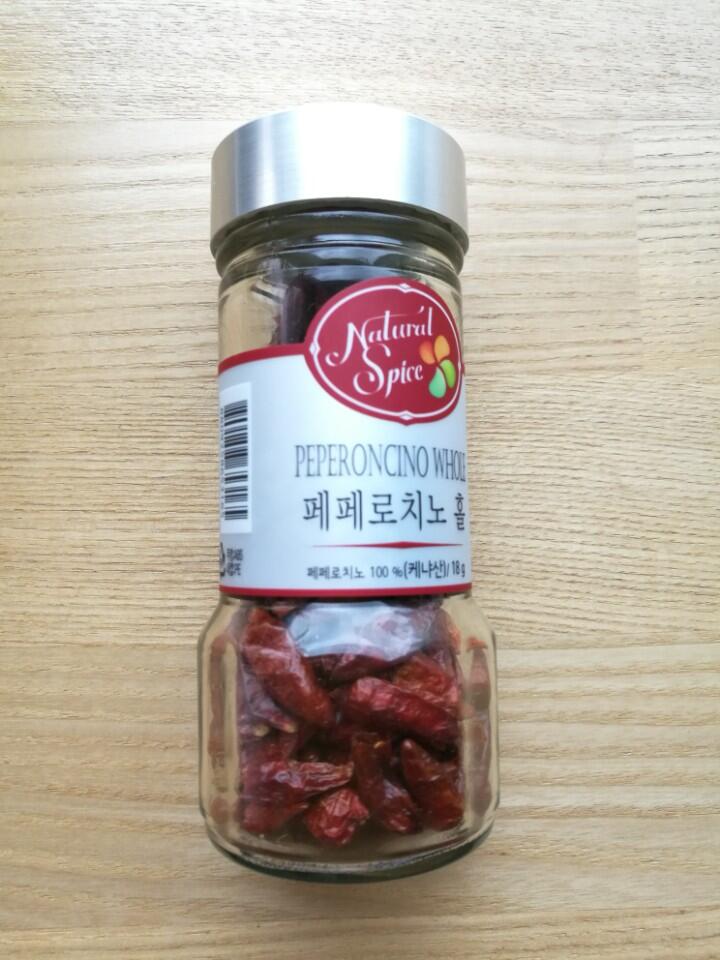 Natural
Spice
PEPERONCINO WHOLE
페페로치노 홀
페페로치노 100 %(케냐산)/ 18 g